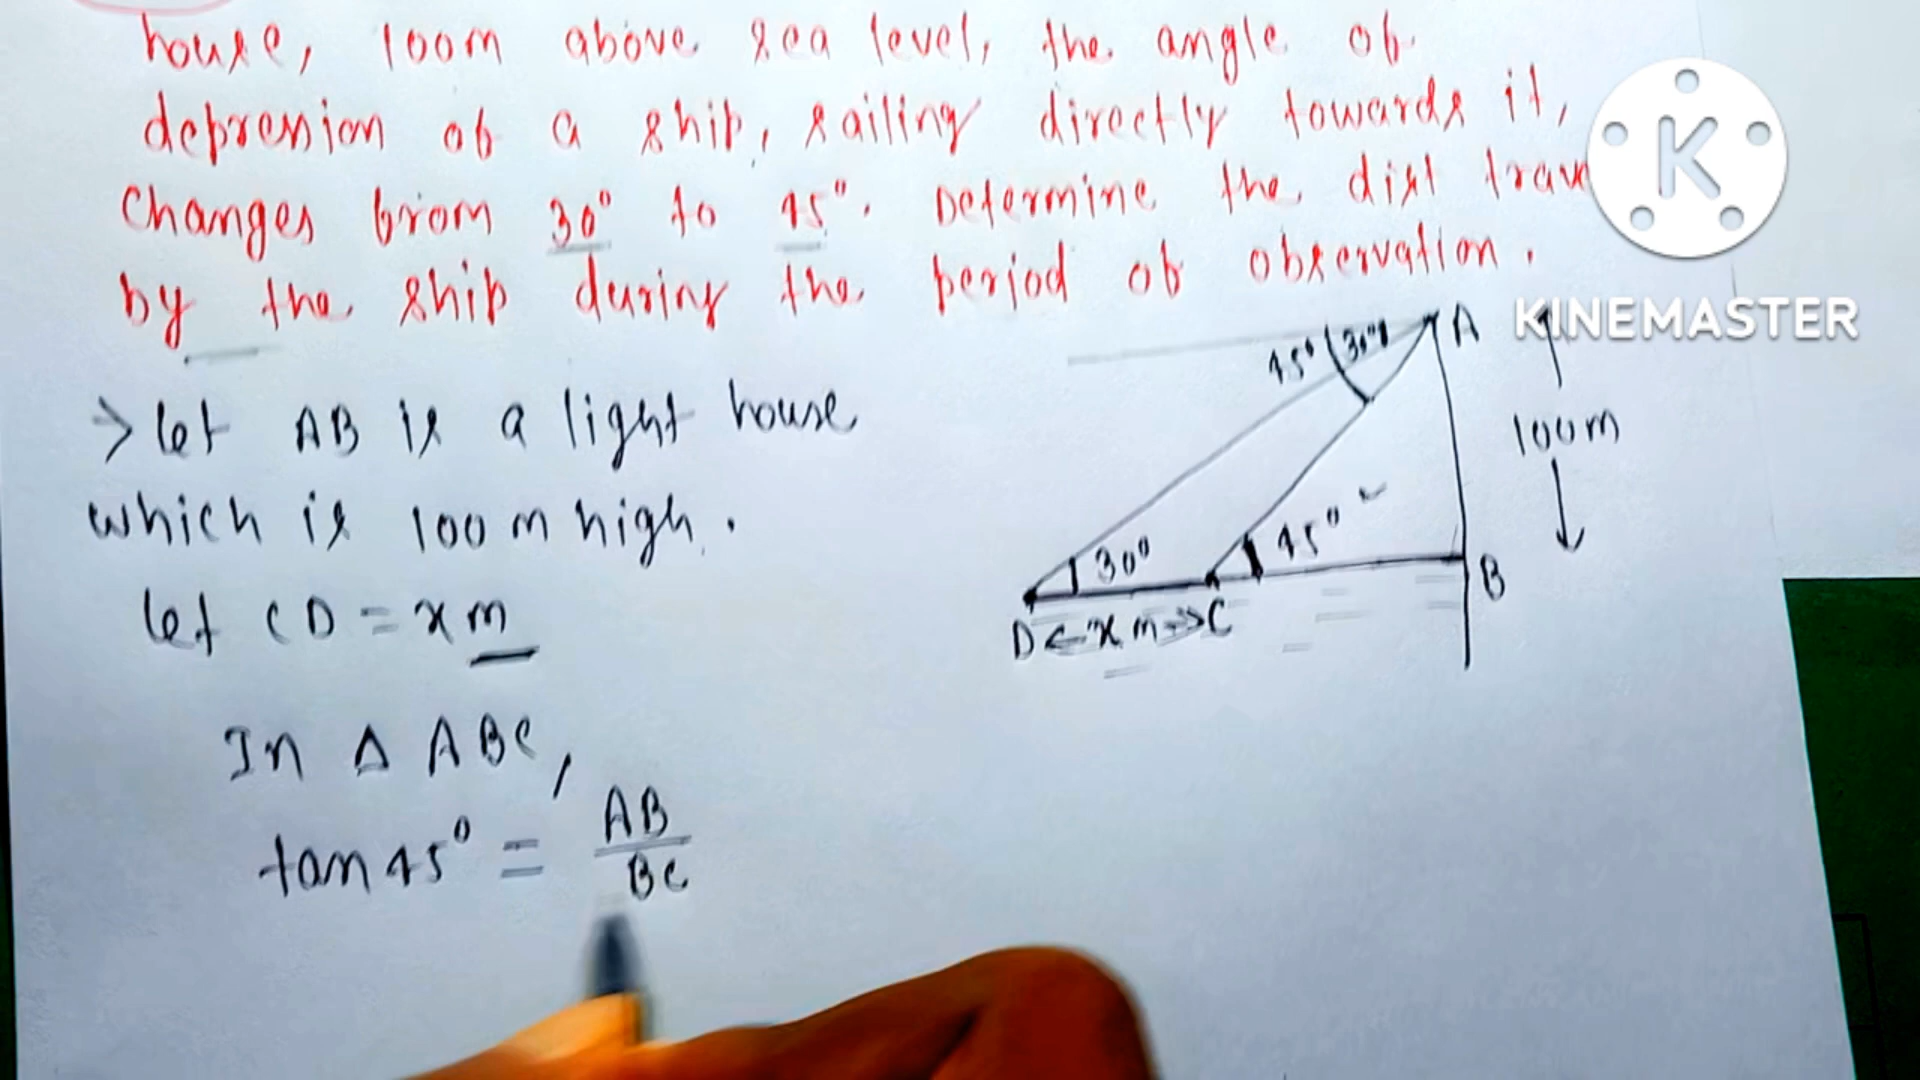 house, 100m above sea level, the angle of
depression of a ship, sailing directly towards it,
changes from 30° to 45°. Determine the dist
by the ship during the period of observation.
K
KINEMASTER
→ let AB is a light house
which is 100m high.
let CD = x m
In Δ ABC,
tan 45° = AB
BC
45° 30° A
100m
30° 45° B
D ← x m → C